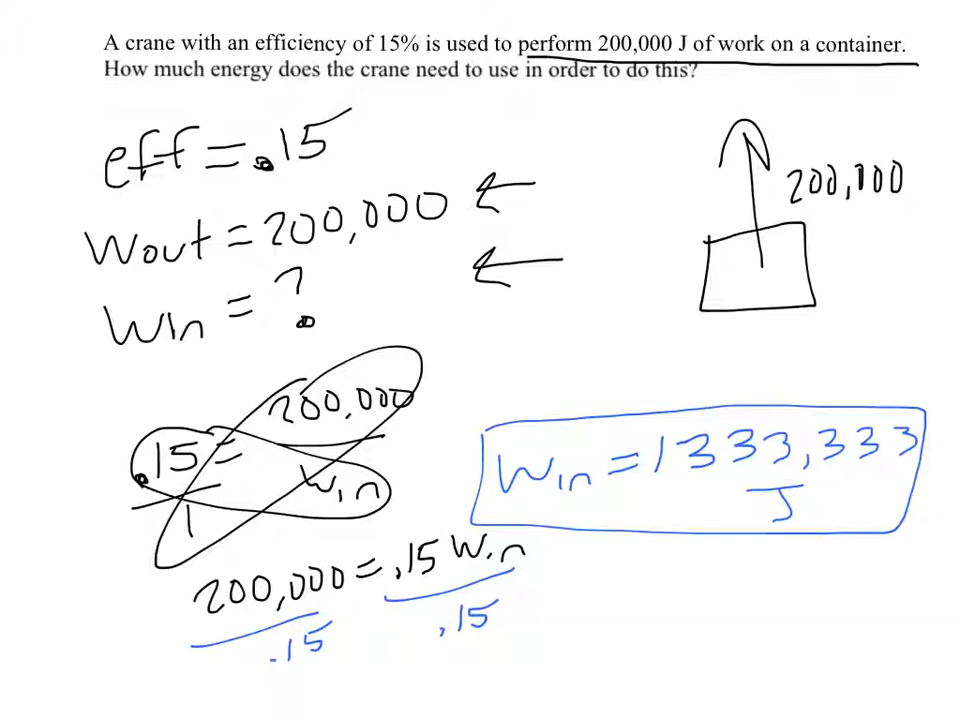 A crane with an efficiency of 15% is used to perform 200,000 J of work on a container.
How much energy does the crane need to use in order to do this?
eff = .15
Wout = 200,000 ←
Win = ? ←
200,100
.15 = 200,000
1 Win
200,000 = .15 Win
.15 .15
Win = 1333,333
J